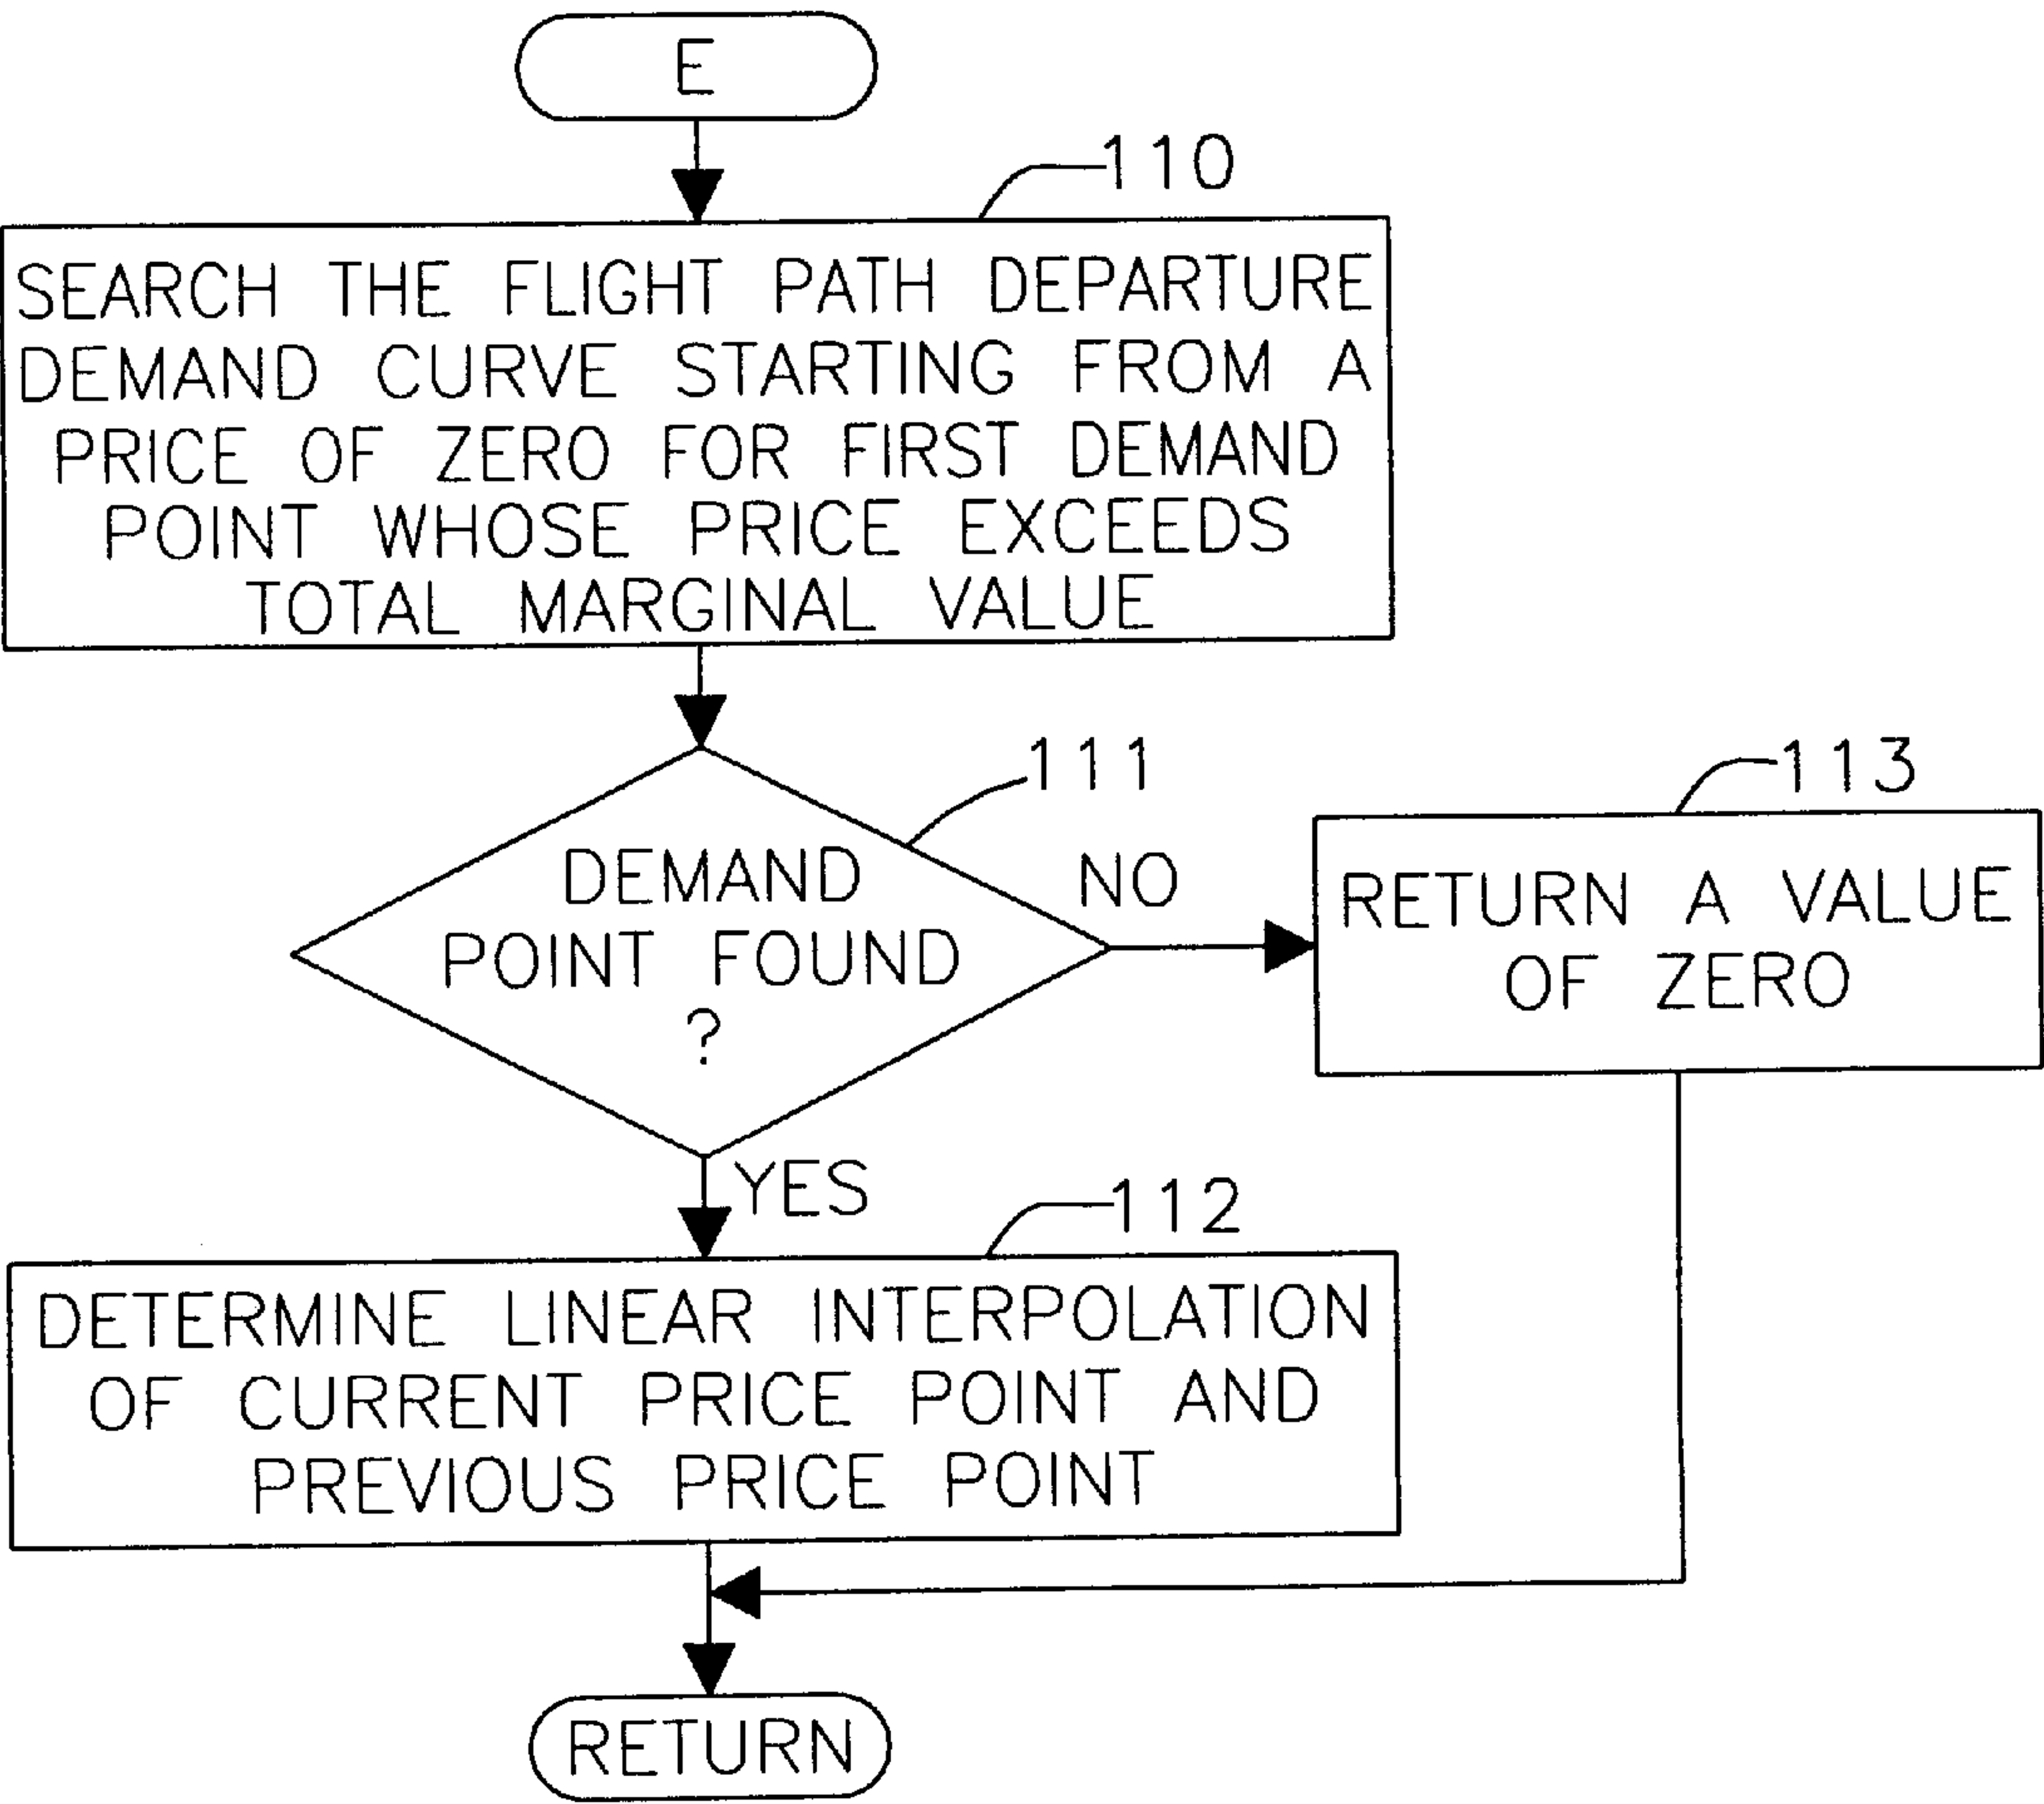 E
110
SEARCH THE FLIGHT PATH DEPARTURE
DEMAND CURVE STARTING FROM A
PRICE OF ZERO FOR FIRST DEMAND
POINT WHOSE PRICE EXCEEDS
TOTAL MARGINAL VALUE
111
DEMAND
POINT FOUND
?
NO
113
RETURN A VALUE
OF ZERO
YES
112
DETERMINE LINEAR INTERPOLATION
OF CURRENT PRICE POINT AND
PREVIOUS PRICE POINT
RETURN